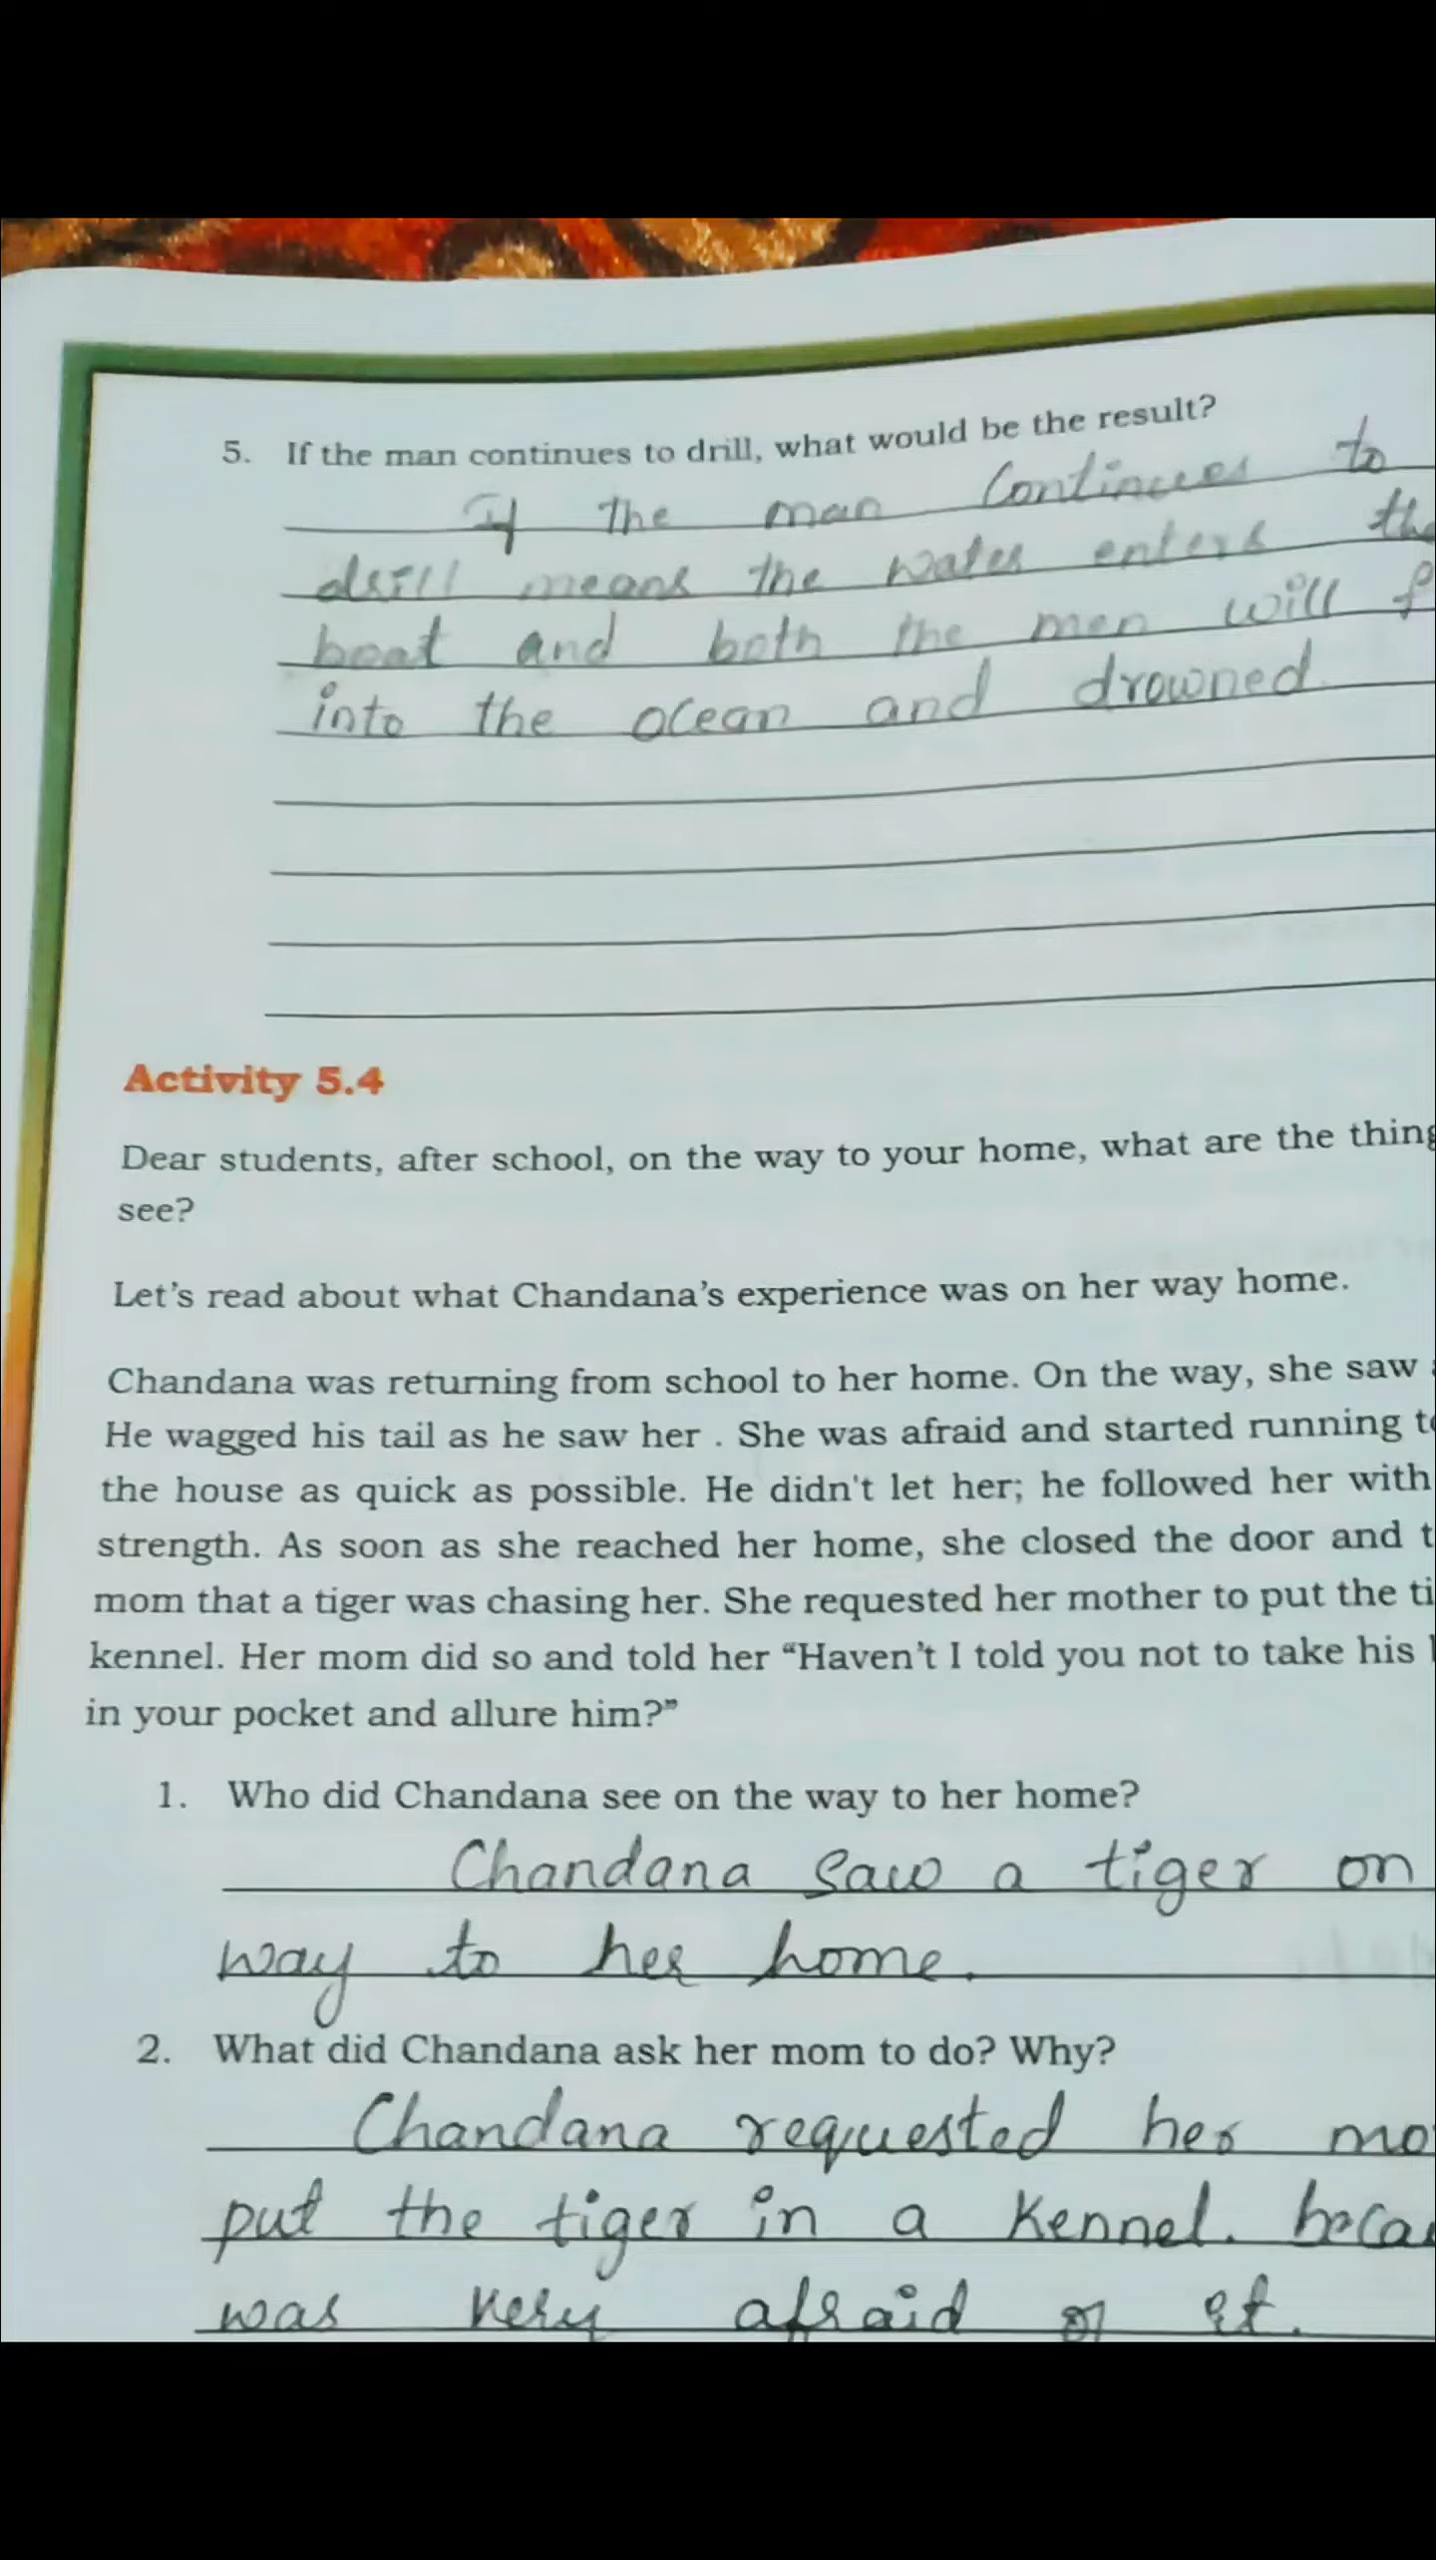 5. If the man continues to drill, what would be the result?
If the man Continues to
drill means the water enters the
boat and both the men will f
into the ocean and drowned.
Activity 5.4
Dear students, after school, on the way to your home, what are the thing
see?
Let's read about what Chandana's experience was on her way home.
Chandana was returning from school to her home. On the way, she saw
He wagged his tail as he saw her . She was afraid and started running to
the house as quick as possible. He didn't let her; he followed her with
strength. As soon as she reached her home, she closed the door and t
mom that a tiger was chasing her. She requested her mother to put the ti
kennel. Her mom did so and told her “Haven't I told you not to take his
in your pocket and allure him?”
1. Who did Chandana see on the way to her home?
Chandana saw a tiger on
way to her home.
2. What did Chandana ask her mom to do? Why?
Chandana requested her mo
put the tiger in a kennel. beca
was very afraid of it.